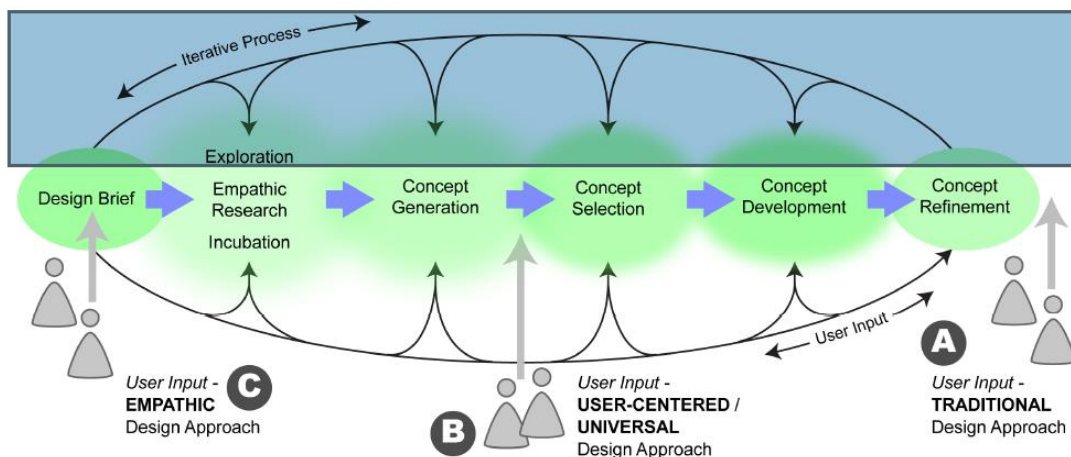 Iterative Process
Design Brief
Exploration
Empathic
Research
Incubation
Concept
Generation
Concept
Selection
Concept
Development
Concept
Refinement
User Input
C
User Input -
EMPATHIC
Design Approach
B
User Input -
USER-CENTERED /
UNIVERSAL
Design Approach
A
User Input -
TRADITIONAL
Design Approach